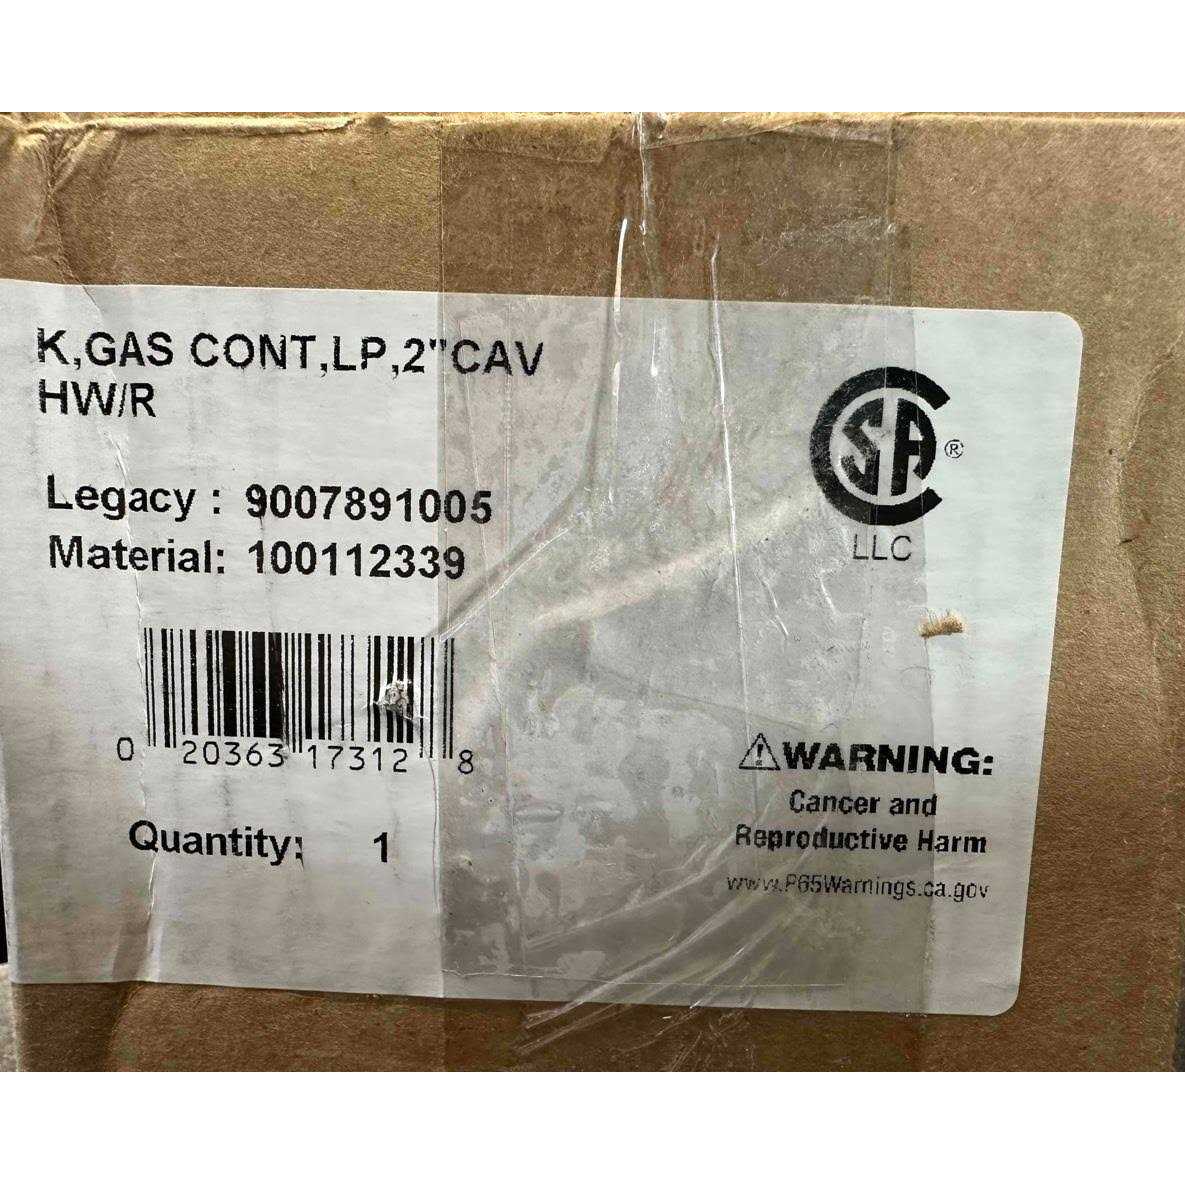 K,GAS CONT,LP,2"CAV
HW/R
Legacy : 9007891005
Material: 100112339
0 20363 17312 8
Quantity: 1
CSA ®
LLC
⚠WARNING:
Cancer and
Reproductive Harm
www.P65Warnings.ca.gov